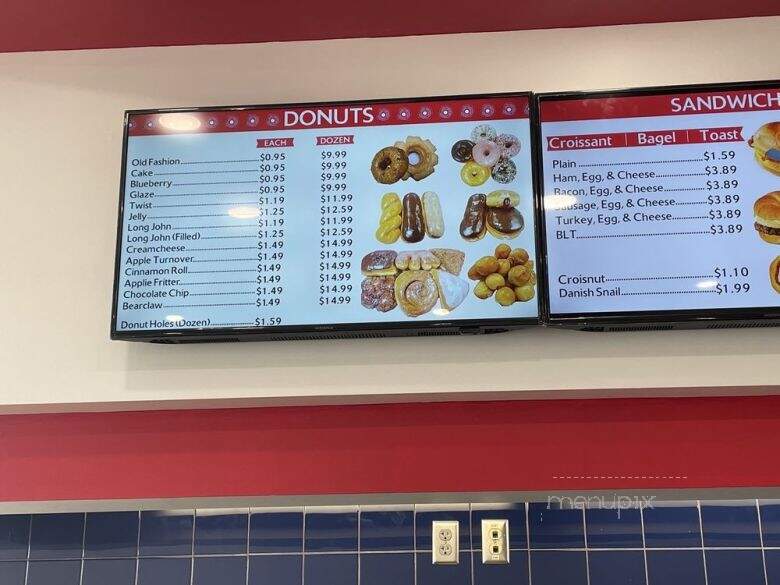 DONUTS
EACH DOZEN
Old Fashion $0.95 $9.99
Cake $0.95 $9.99
Blueberry $0.95 $9.99
Glaze $0.95 $9.99
Twist $1.19 $11.99
Jelly $1.25 $12.59
Long John $1.19 $11.99
Long John (Filled) $1.25 $12.59
Creamcheese $1.49 $14.99
Apple Turnover $1.49 $14.99
Cinnamon Roll $1.49 $14.99
Applie Fritter $1.49 $14.99
Chocolate Chip $1.49 $14.99
Bearclaw $1.49 $14.99
Donut Holes (Dozen) $1.59
SANDWICH
Croissant | Bagel | Toast
Plain $1.59
Ham, Egg, & Cheese $3.89
Bacon, Egg, & Cheese $3.89
Sausage, Egg, & Cheese $3.89
Turkey, Egg, & Cheese $3.89
BLT $3.89
Croisnut $1.10
Danish Snail $1.99
menupix